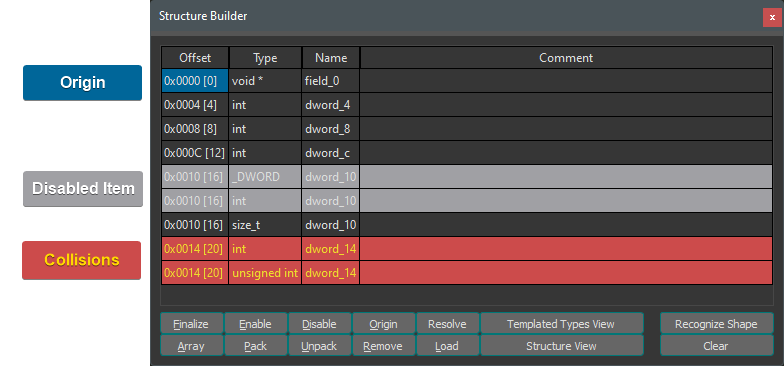 Structure Builder
x
Offset Type Name Comment
Origin
0x0000 [0] void * field_0
0x0004 [4] int dword_4
0x0008 [8] int dword_8
0x000C [12] int dword_c
Disabled Item
0x0010 [16] _DWORD dword_10
0x0010 [16] int dword_10
0x0010 [16] size_t dword_10
Collisions
0x0014 [20] int dword_14
0x0014 [20] unsigned int dword_14
Finalize Enable Disable Origin Resolve Templated Types View Recognize Shape
Array Pack Unpack Remove Load Structure View Clear